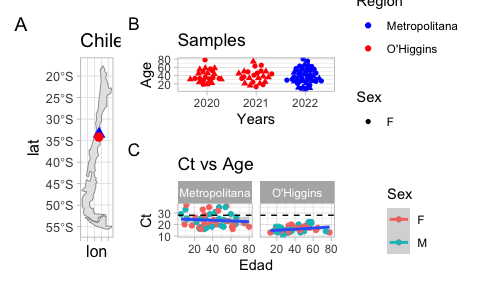 A
Chile
20°S
25°S
30°S
35°S
40°S
45°S
50°S
55°S
lat
lon
B
Samples
80
60
40
20
Age
2020 2021 2022
Years
Region
Metropolitana
O'Higgins
Sex
F
C
Ct vs Age
Metropolitana O'Higgins
30
20
10
Ct
20 40 60 80 20 40 60 80
Edad
Sex
F
M